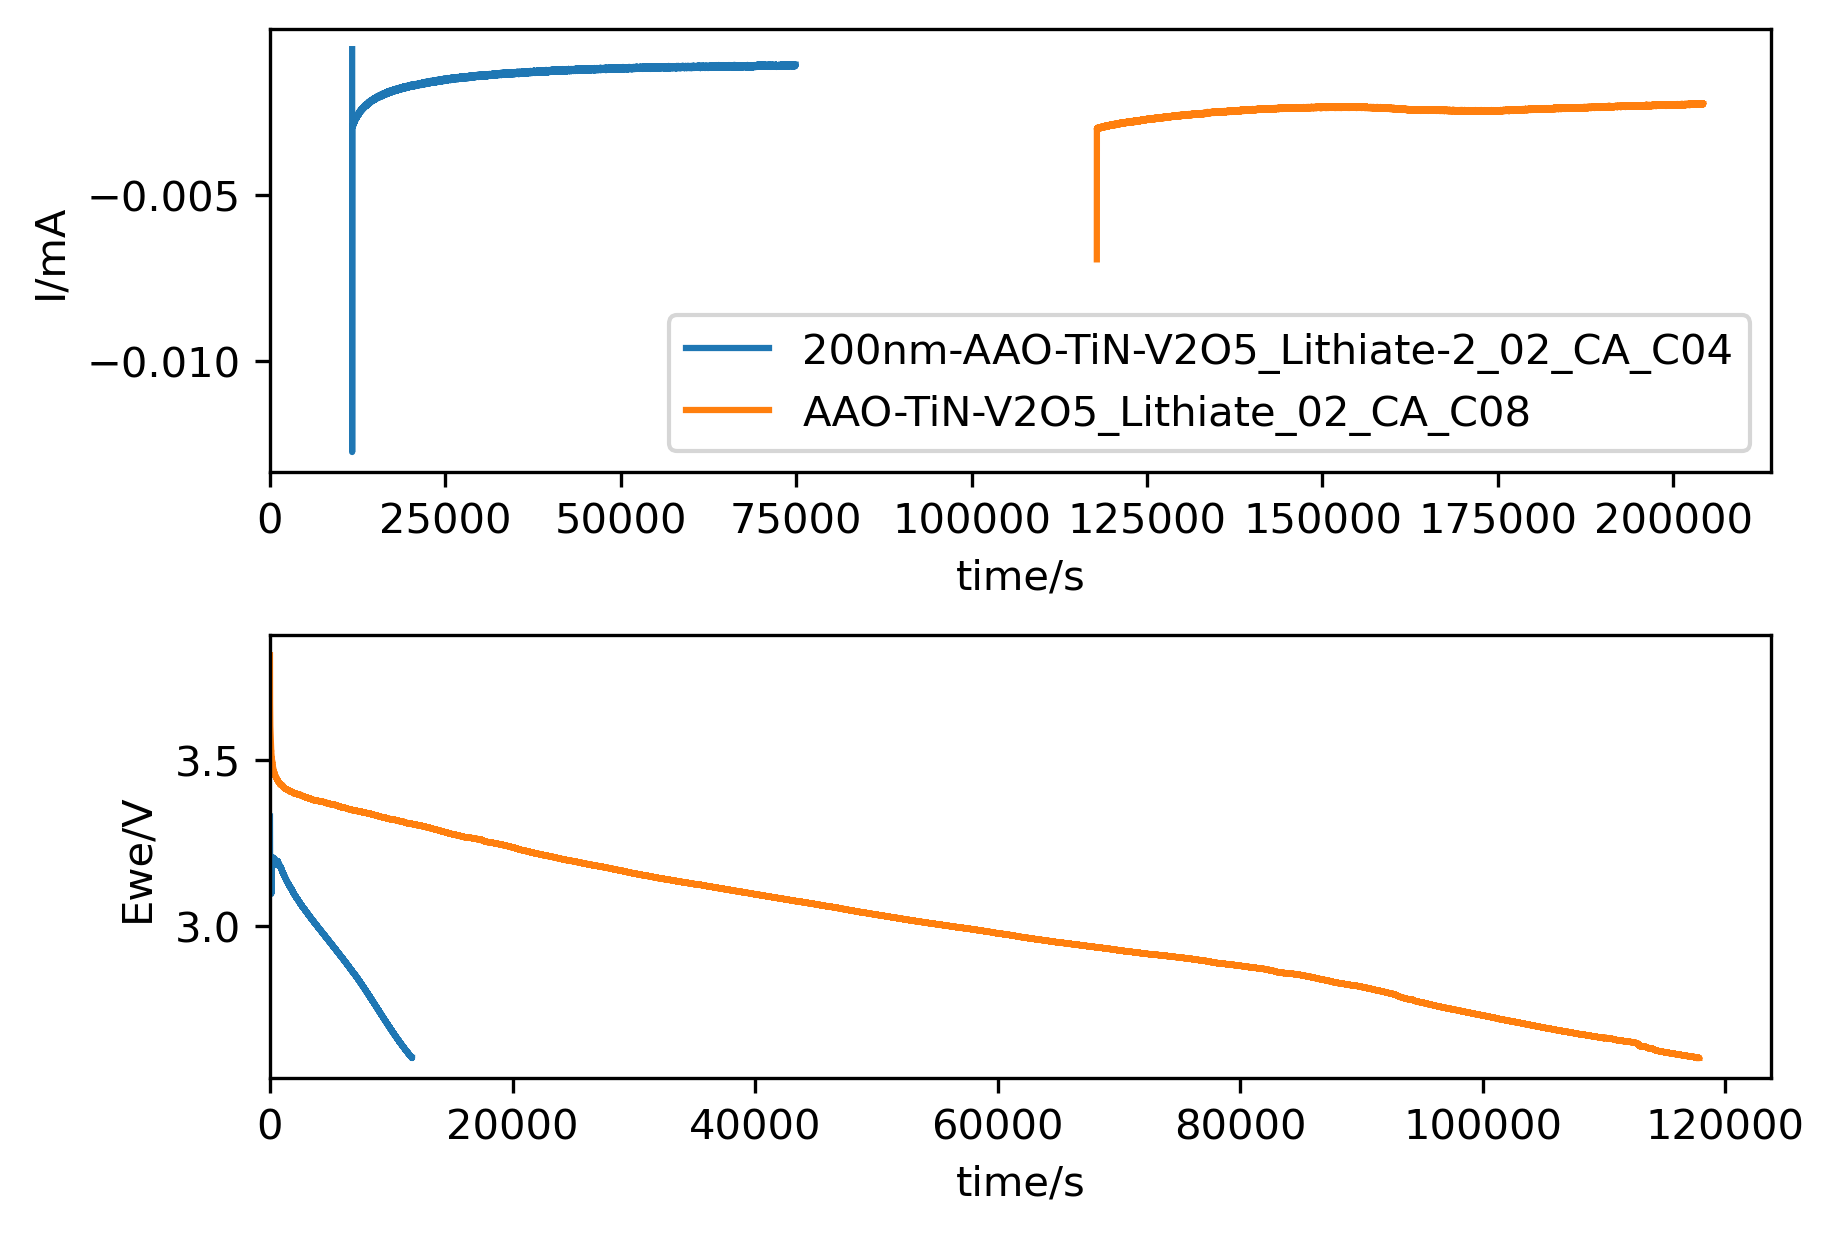 −0.005
−0.010
I/mA
200nm-AAO-TiN-V2O5_Lithiate-2_02_CA_C04
AAO-TiN-V2O5_Lithiate_02_CA_C08
0 25000 50000 75000 100000 125000 150000 175000 200000
time/s
3.5
3.0
Ewe/V
0 20000 40000 60000 80000 100000 120000
time/s